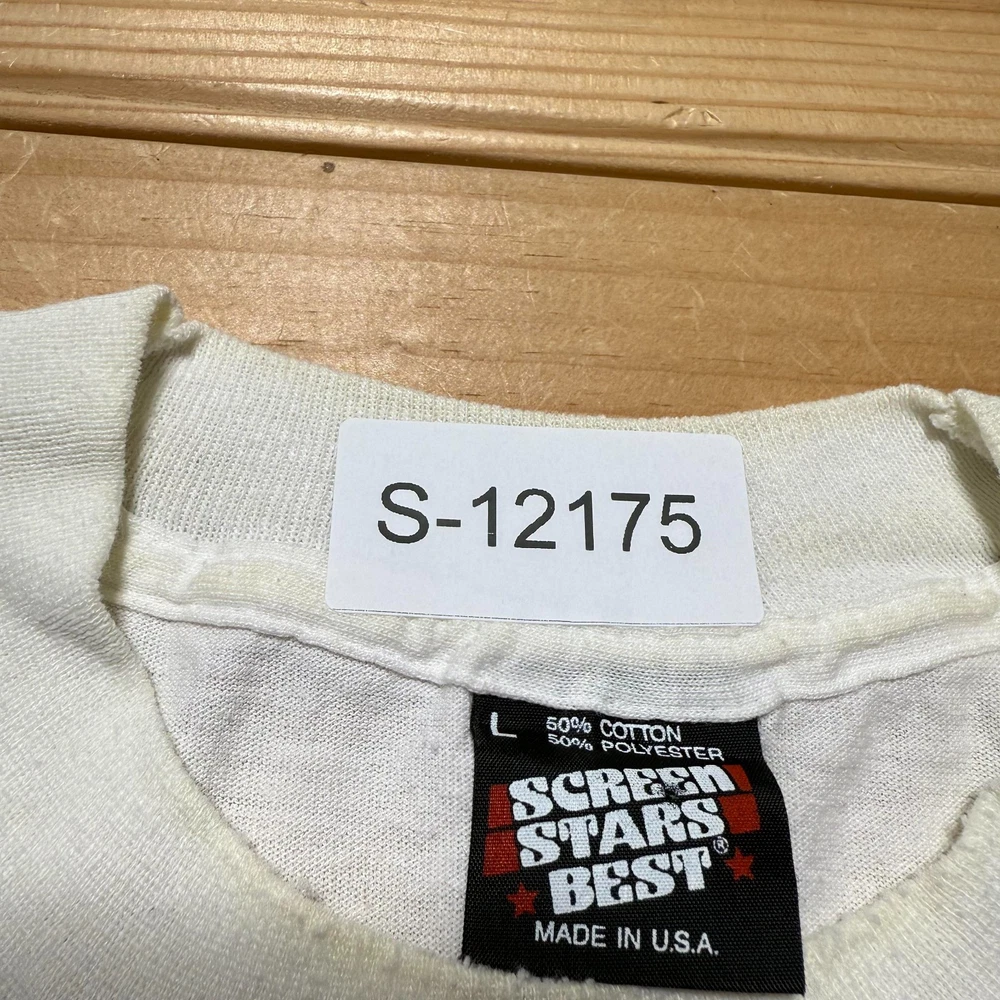 S-12175
L 50% COTTON
50% POLYESTER
SCREEN
STARS
BEST®
MADE IN U.S.A.